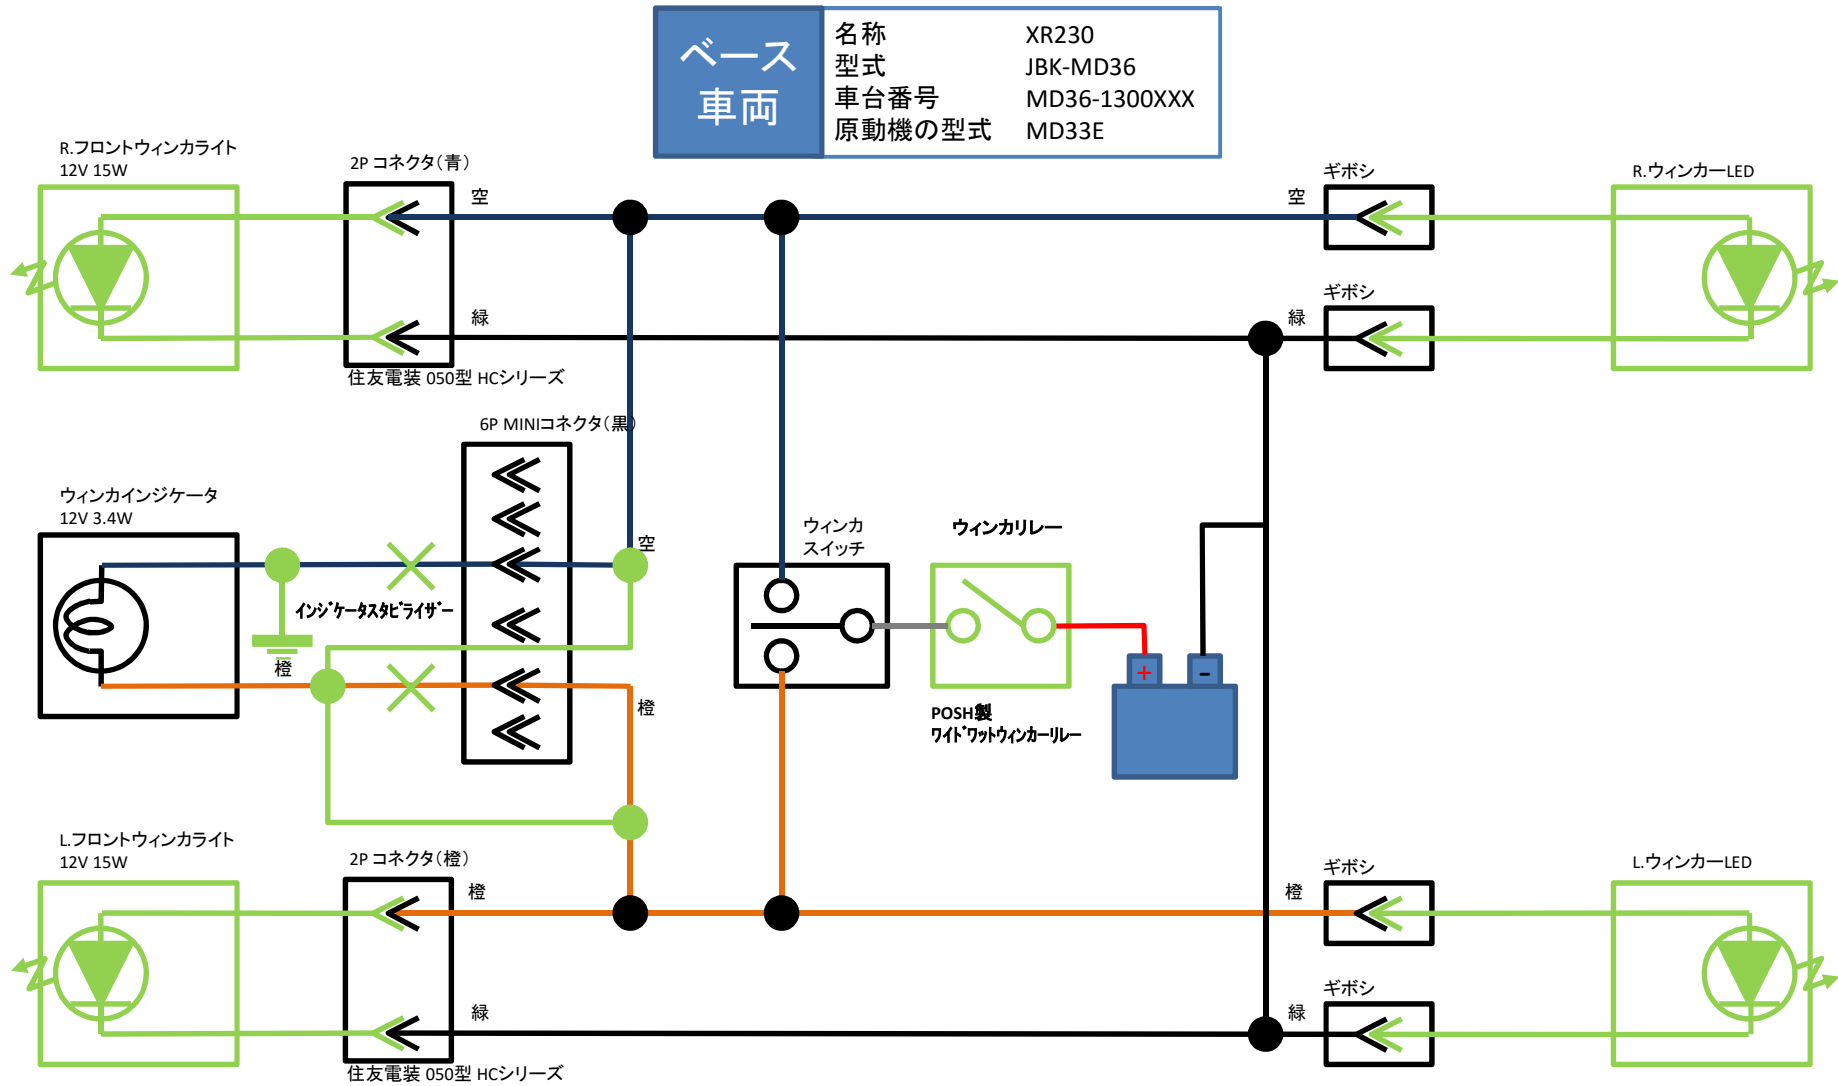 ベース
車両
名称 XR230
型式 JBK-MD36
車台番号 MD36-1300XXX
原動機の型式 MD33E
R.フロントウィンカライト
12V 15W
2P コネクタ(青)
空
緑
住友電装 050型 HCシリーズ
空
緑
ギボシ
ギボシ
R.ウィンカーLED
6P MINIコネクタ(黒)
ウィンカインジケータ
12V 3.4W
インジケータスタビライザー
橙
空
橙
ウィンカ
スイッチ
ウィンカリレー
POSH製
ワイドワットウィンカーリレー
+
-
L.フロントウィンカライト
12V 15W
2P コネクタ(橙)
橙
緑
住友電装 050型 HCシリーズ
橙
緑
ギボシ
ギボシ
L.ウィンカーLED